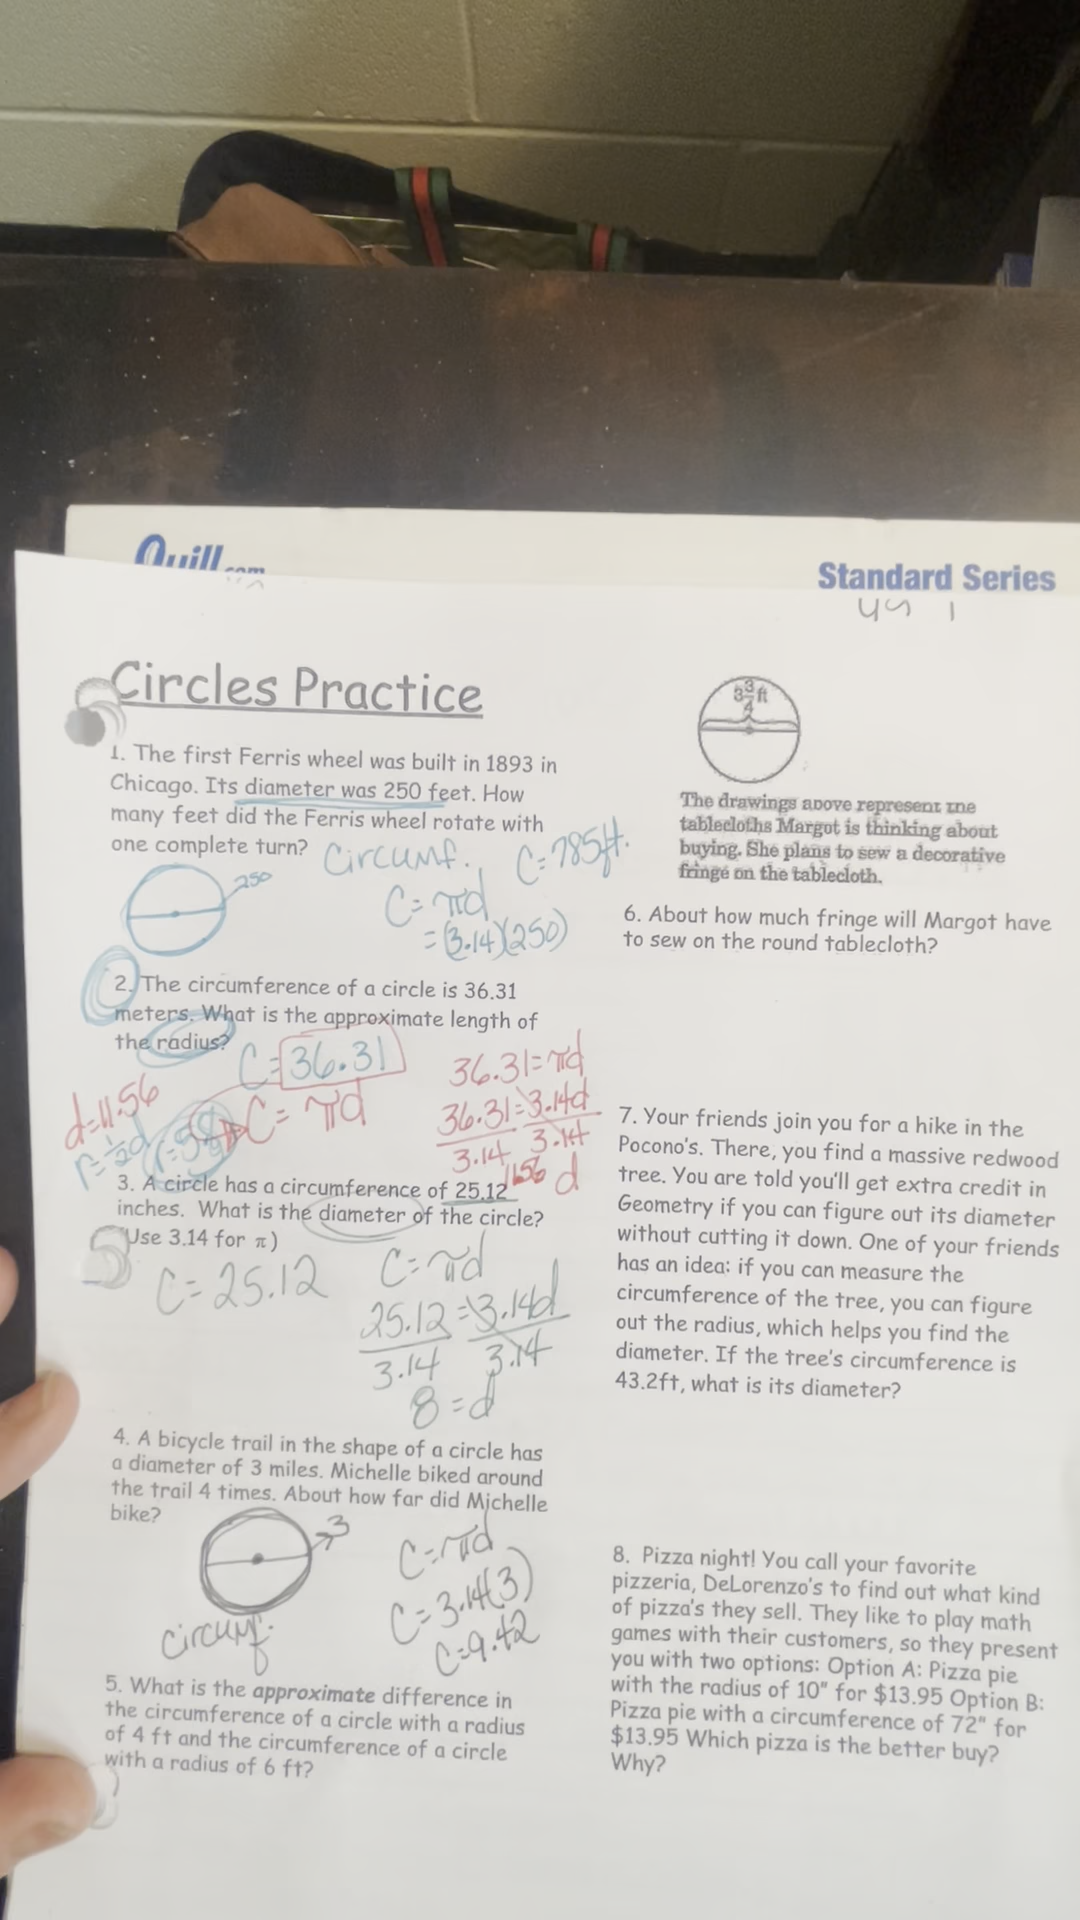 Quill.com
Standard Series
Circles Practice
1. The first Ferris wheel was built in 1893 in
Chicago. Its diameter was 250 feet. How
many feet did the Ferris wheel rotate with
one complete turn?
Circumf.
C=785ft.
250
C=πd
=(3.14)(250)
2. The circumference of a circle is 36.31
meters. What is the approximate length of
the radius?
C=36.31
C=πd
36.31=πd
36.31=3.14d
3.14 3.14
11.56 d
d=11.56
r=½d
3. A circle has a circumference of 25.12
inches. What is the diameter of the circle?
Use 3.14 for π)
C=25.12
C=πd
25.12=3.14d
3.14 3.14
8=d
4. A bicycle trail in the shape of a circle has
a diameter of 3 miles. Michelle biked around
the trail 4 times. About how far did Michelle
bike?
3
circumf.
C=πd
C=3.14(3)
C=9.42
5. What is the approximate difference in
the circumference of a circle with a radius
of 4 ft and the circumference of a circle
with a radius of 6 ft?
3/4 ft
The drawings above represent the
tablecloths Margot is thinking about
buying. She plans to sew a decorative
fringe on the tablecloth.
6. About how much fringe will Margot have
to sew on the round tablecloth?
7. Your friends join you for a hike in the
Pocono's. There, you find a massive redwood
tree. You are told you'll get extra credit in
Geometry if you can figure out its diameter
without cutting it down. One of your friends
has an idea: if you can measure the
circumference of the tree, you can figure
out the radius, which helps you find the
diameter. If the tree's circumference is
43.2ft, what is its diameter?
8. Pizza night! You call your favorite
pizzeria, DeLorenzo's to find out what kind
of pizza's they sell. They like to play math
games with their customers, so they present
you with two options: Option A: Pizza pie
with the radius of 10" for $13.95 Option B:
Pizza pie with a circumference of 72" for
$13.95 Which pizza is the better buy?
Why?